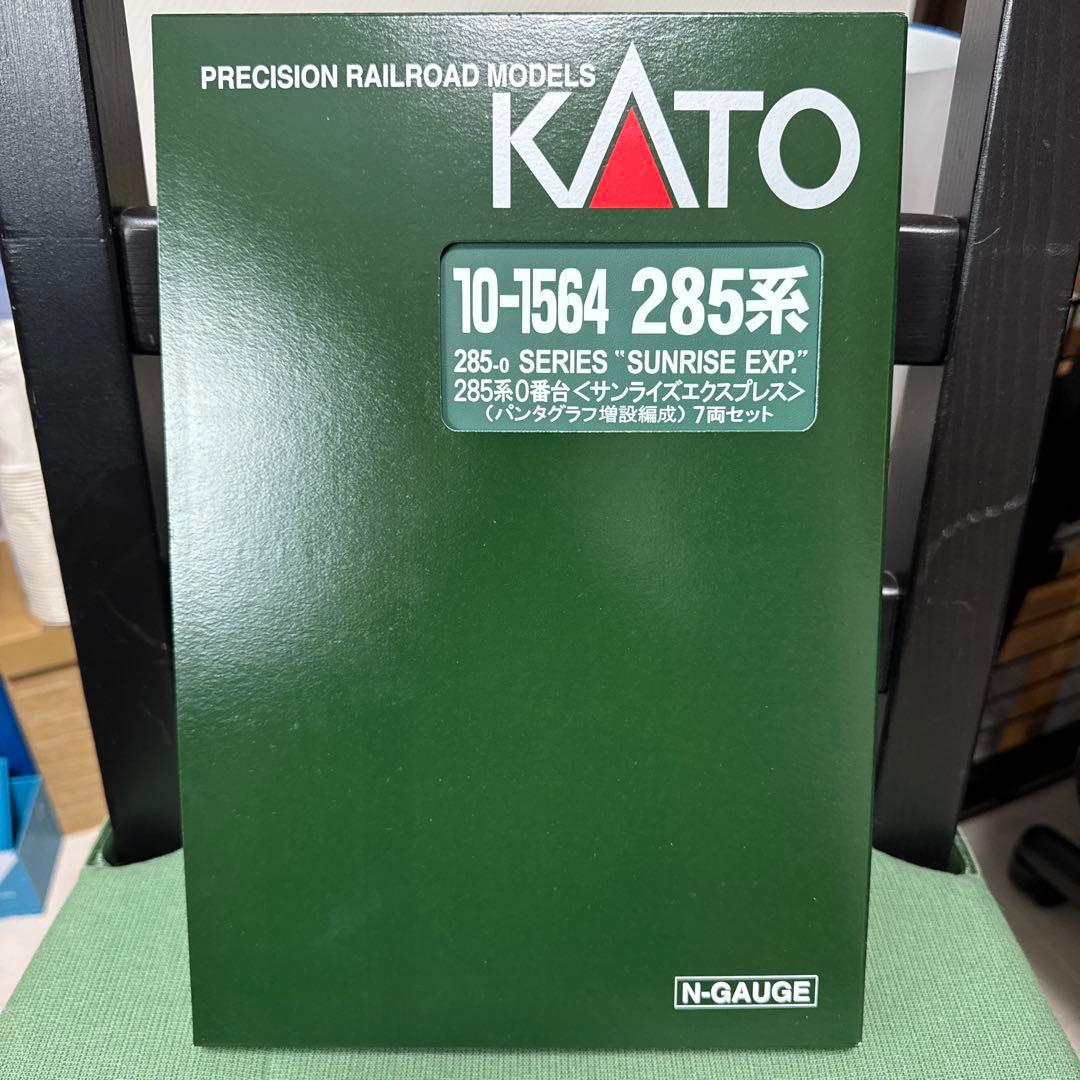 PRECISION RAILROAD MODELS
KATO
10-1564 285系
285-0 SERIES “SUNRISE EXP.”
285系0番台<サンライズエクスプレス>
(パンタグラフ増設編成) 7両セット
N-GAUGE